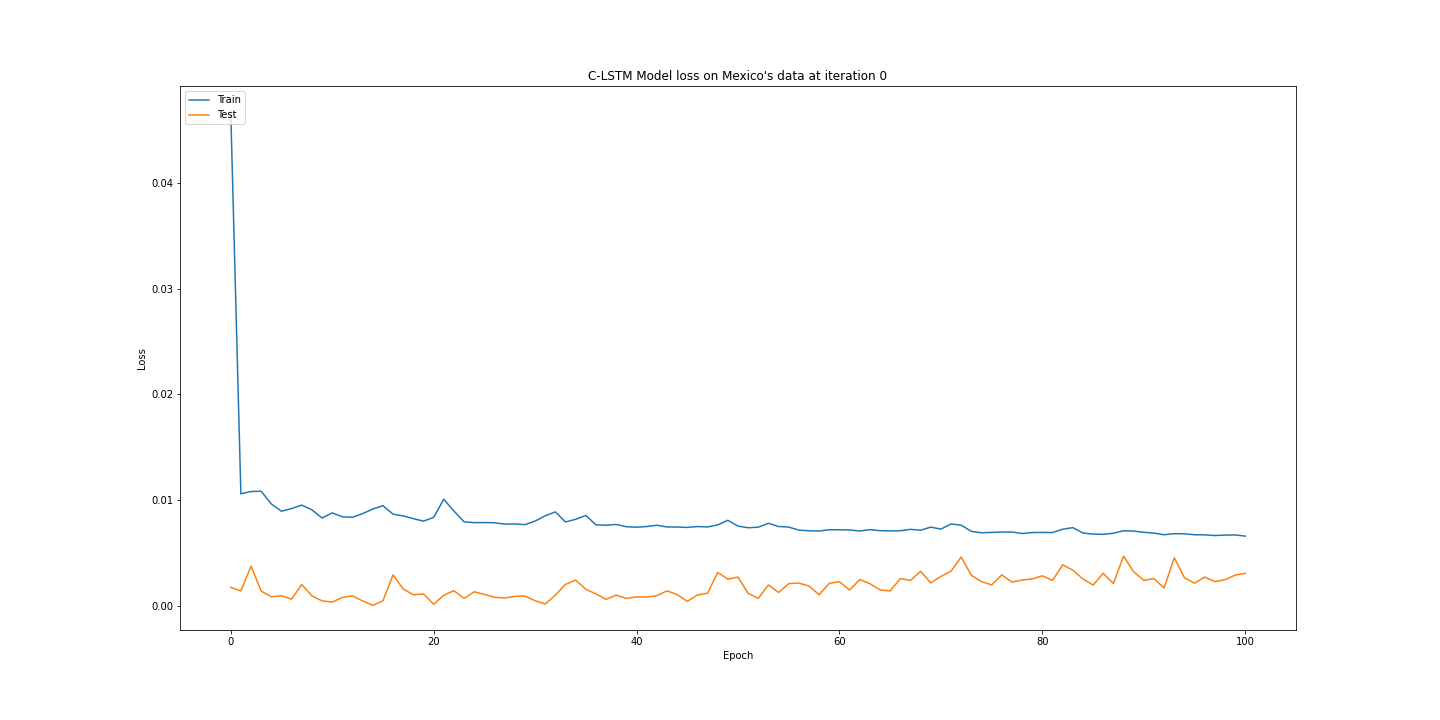 C-LSTM Model loss on Mexico's data at iteration 0
Train
Test
0.04
0.03
0.02
0.01
0.00
Loss
0 20 40 60 80 100
Epoch